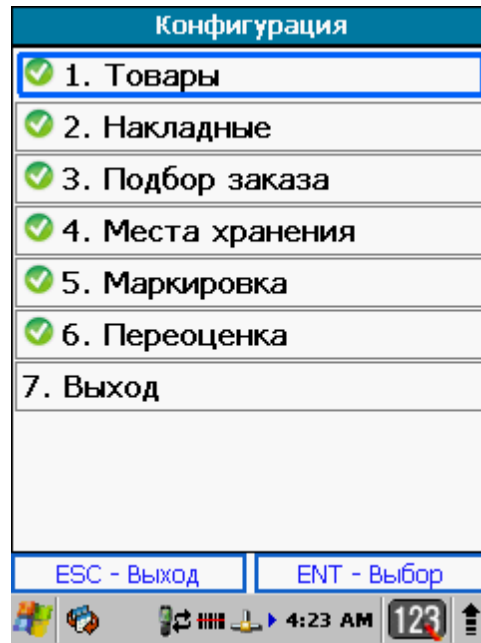 Конфигурация
1. Товары
2. Накладные
3. Подбор заказа
4. Места хранения
5. Маркировка
6. Переоценка
7. Выход
ESC - Выход ENT - Выбор
4:23 AM 123